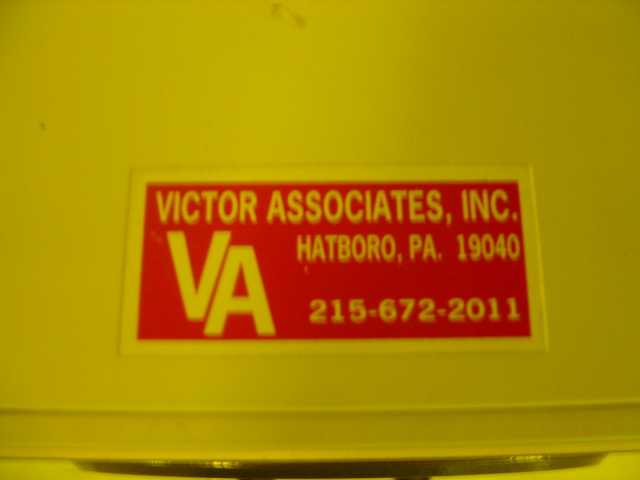 VICTOR ASSOCIATES, INC.
VA
HATBORO, PA. 19040
215-672-2011